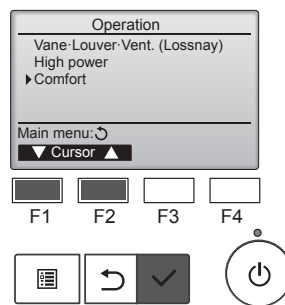 Operation
Vane·Louver·Vent. (Lossnay)
High power
Comfort
Main menu:
Cursor
F1 F2 F3 F4